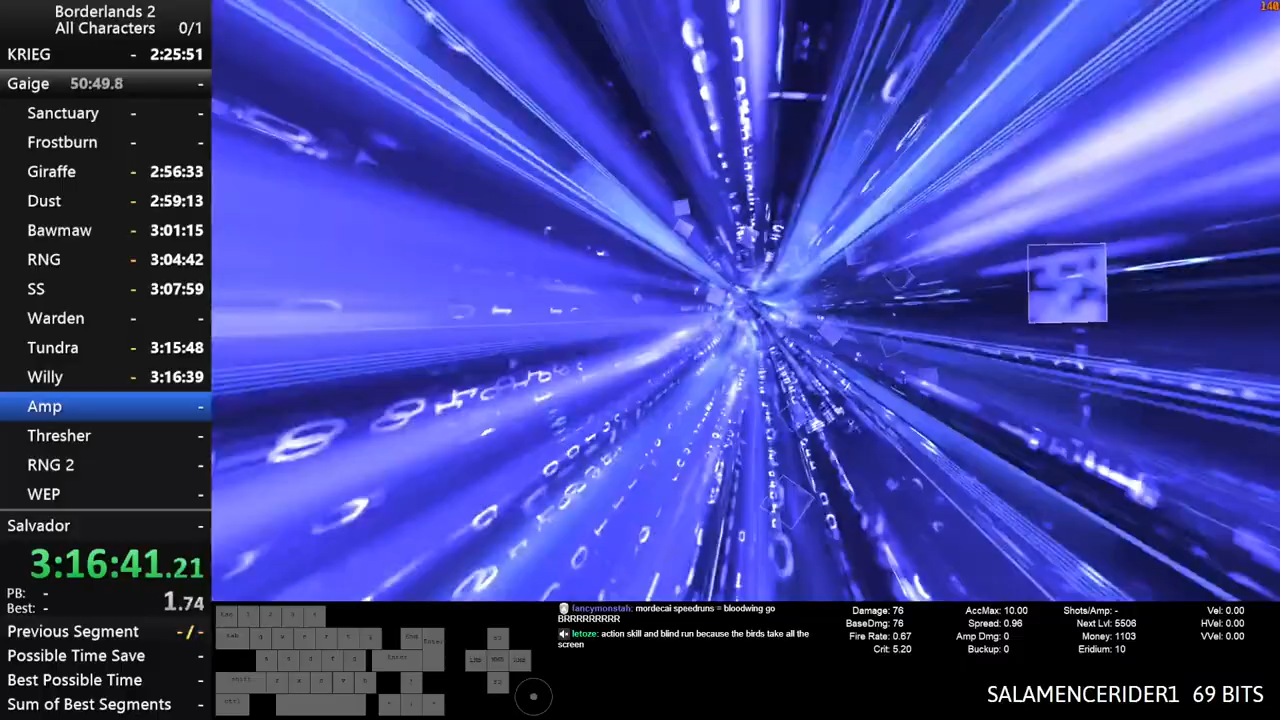 Borderlands 2
All Characters 0/1
KRIEG - 2:25:51
Gaige 50:49.8 -
Sanctuary - -
Frostburn - -
Giraffe - 2:56:33
Dust - 2:59:13
Bawmaw - 3:01:15
RNG - 3:04:42
SS - 3:07:59
Warden - -
Tundra - 3:15:48
Willy - 3:16:39
Amp -
Thresher -
RNG 2 -
WEP -
Salvador -
3:16:41.21
PB: -
Best: -
1.74
Previous Segment -/-
Possible Time Save -
Best Possible Time -
Sum of Best Segments -
140
fancymonstah: mordecai speedruns = bloodwing go
BRRRRRRRRR
letoze: action skill and blind run because the birds take all the
screen
Damage: 76 AccMax: 10.00 Shots/Amp: - Vel: 0.00
BaseDmg: 76 Spread: 0.96 Next Lvl: 5506 HVel: 0.00
Fire Rate: 0.67 Amp Dmg: 0 Money: 1103 VVel: 0.00
Crit: 5.20 Buckup: 0 Eridium: 10
SALAMENCERIDER1 69 BITS